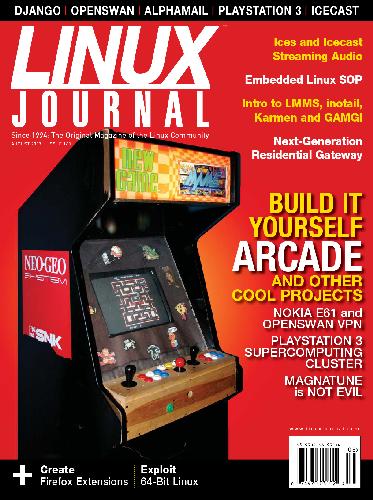 DJANGO | OPENSWAN | ALPHAMAIL | PLAYSTATION 3 | ICECAST
LINUX
JOURNAL
Since 1994: The Original Magazine of the Linux Community
Ices and Icecast
Streaming Audio
Embedded Linux SOP
Intro to LMMS, inotail,
Karmen and GAMGI
Next-Generation
Residential Gateway
NEW
GAME
BUILD IT
YOURSELF
ARCADE
AND OTHER
COOL PROJECTS
NOKIA E61 and
OPENSWAN VPN
PLAYSTATION 3
SUPERCOMPUTING
CLUSTER
MAGNATUNE
is NOT EVIL
NEO·GEO
SYSTEM
SNK
+ Create
Firefox Extensions
Exploit
64-Bit Linux